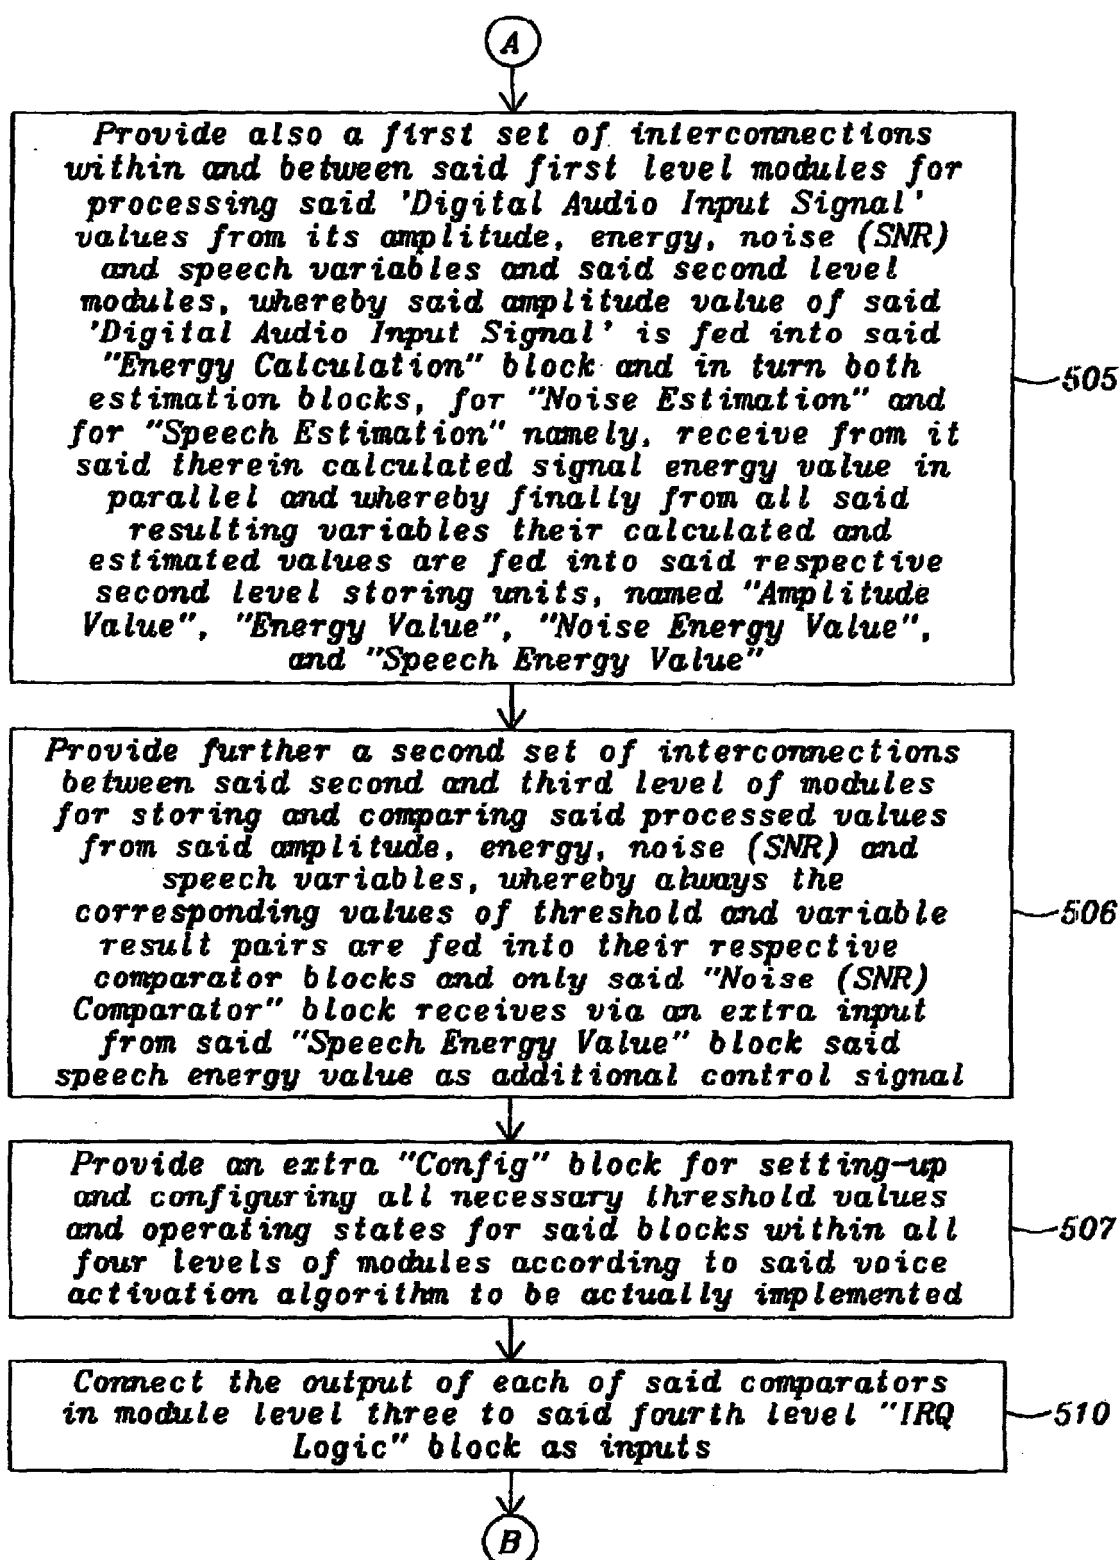 A
Provide also a first set of interconnections
within and between said first level modules for
processing said 'Digital Audio Input Signal'
values from its amplitude, energy, noise (SNR)
and speech variables and said second level
modules, whereby said amplitude value of said
'Digital Audio Input Signal' is fed into said
"Energy Calculation" block and in turn both
estimation blocks, for "Noise Estimation" and
for "Speech Estimation" namely, receive from it
said therein calculated signal energy value in
parallel and whereby finally from all said
resulting variables their calculated and
estimated values are fed into said respective
second level storing units, named "Amplitude
Value", "Energy Value", "Noise Energy Value",
and "Speech Energy Value"
505
Provide further a second set of interconnections
between said second and third level of modules
for storing and comparing said processed values
from said amplitude, energy, noise (SNR) and
speech variables, whereby always the
corresponding values of threshold and variable
result pairs are fed into their respective
comparator blocks and only said "Noise (SNR)
Comparator" block receives via an extra input
from said "Speech Energy Value" block said
speech energy value as additional control signal
506
Provide an extra "Config" block for setting-up
and configuring all necessary threshold values
and operating states for said blocks within all
four levels of modules according to said voice
activation algorithm to be actually implemented
507
Connect the output of each of said comparators
in module level three to said fourth level "IRQ
Logic" block as inputs
510
B